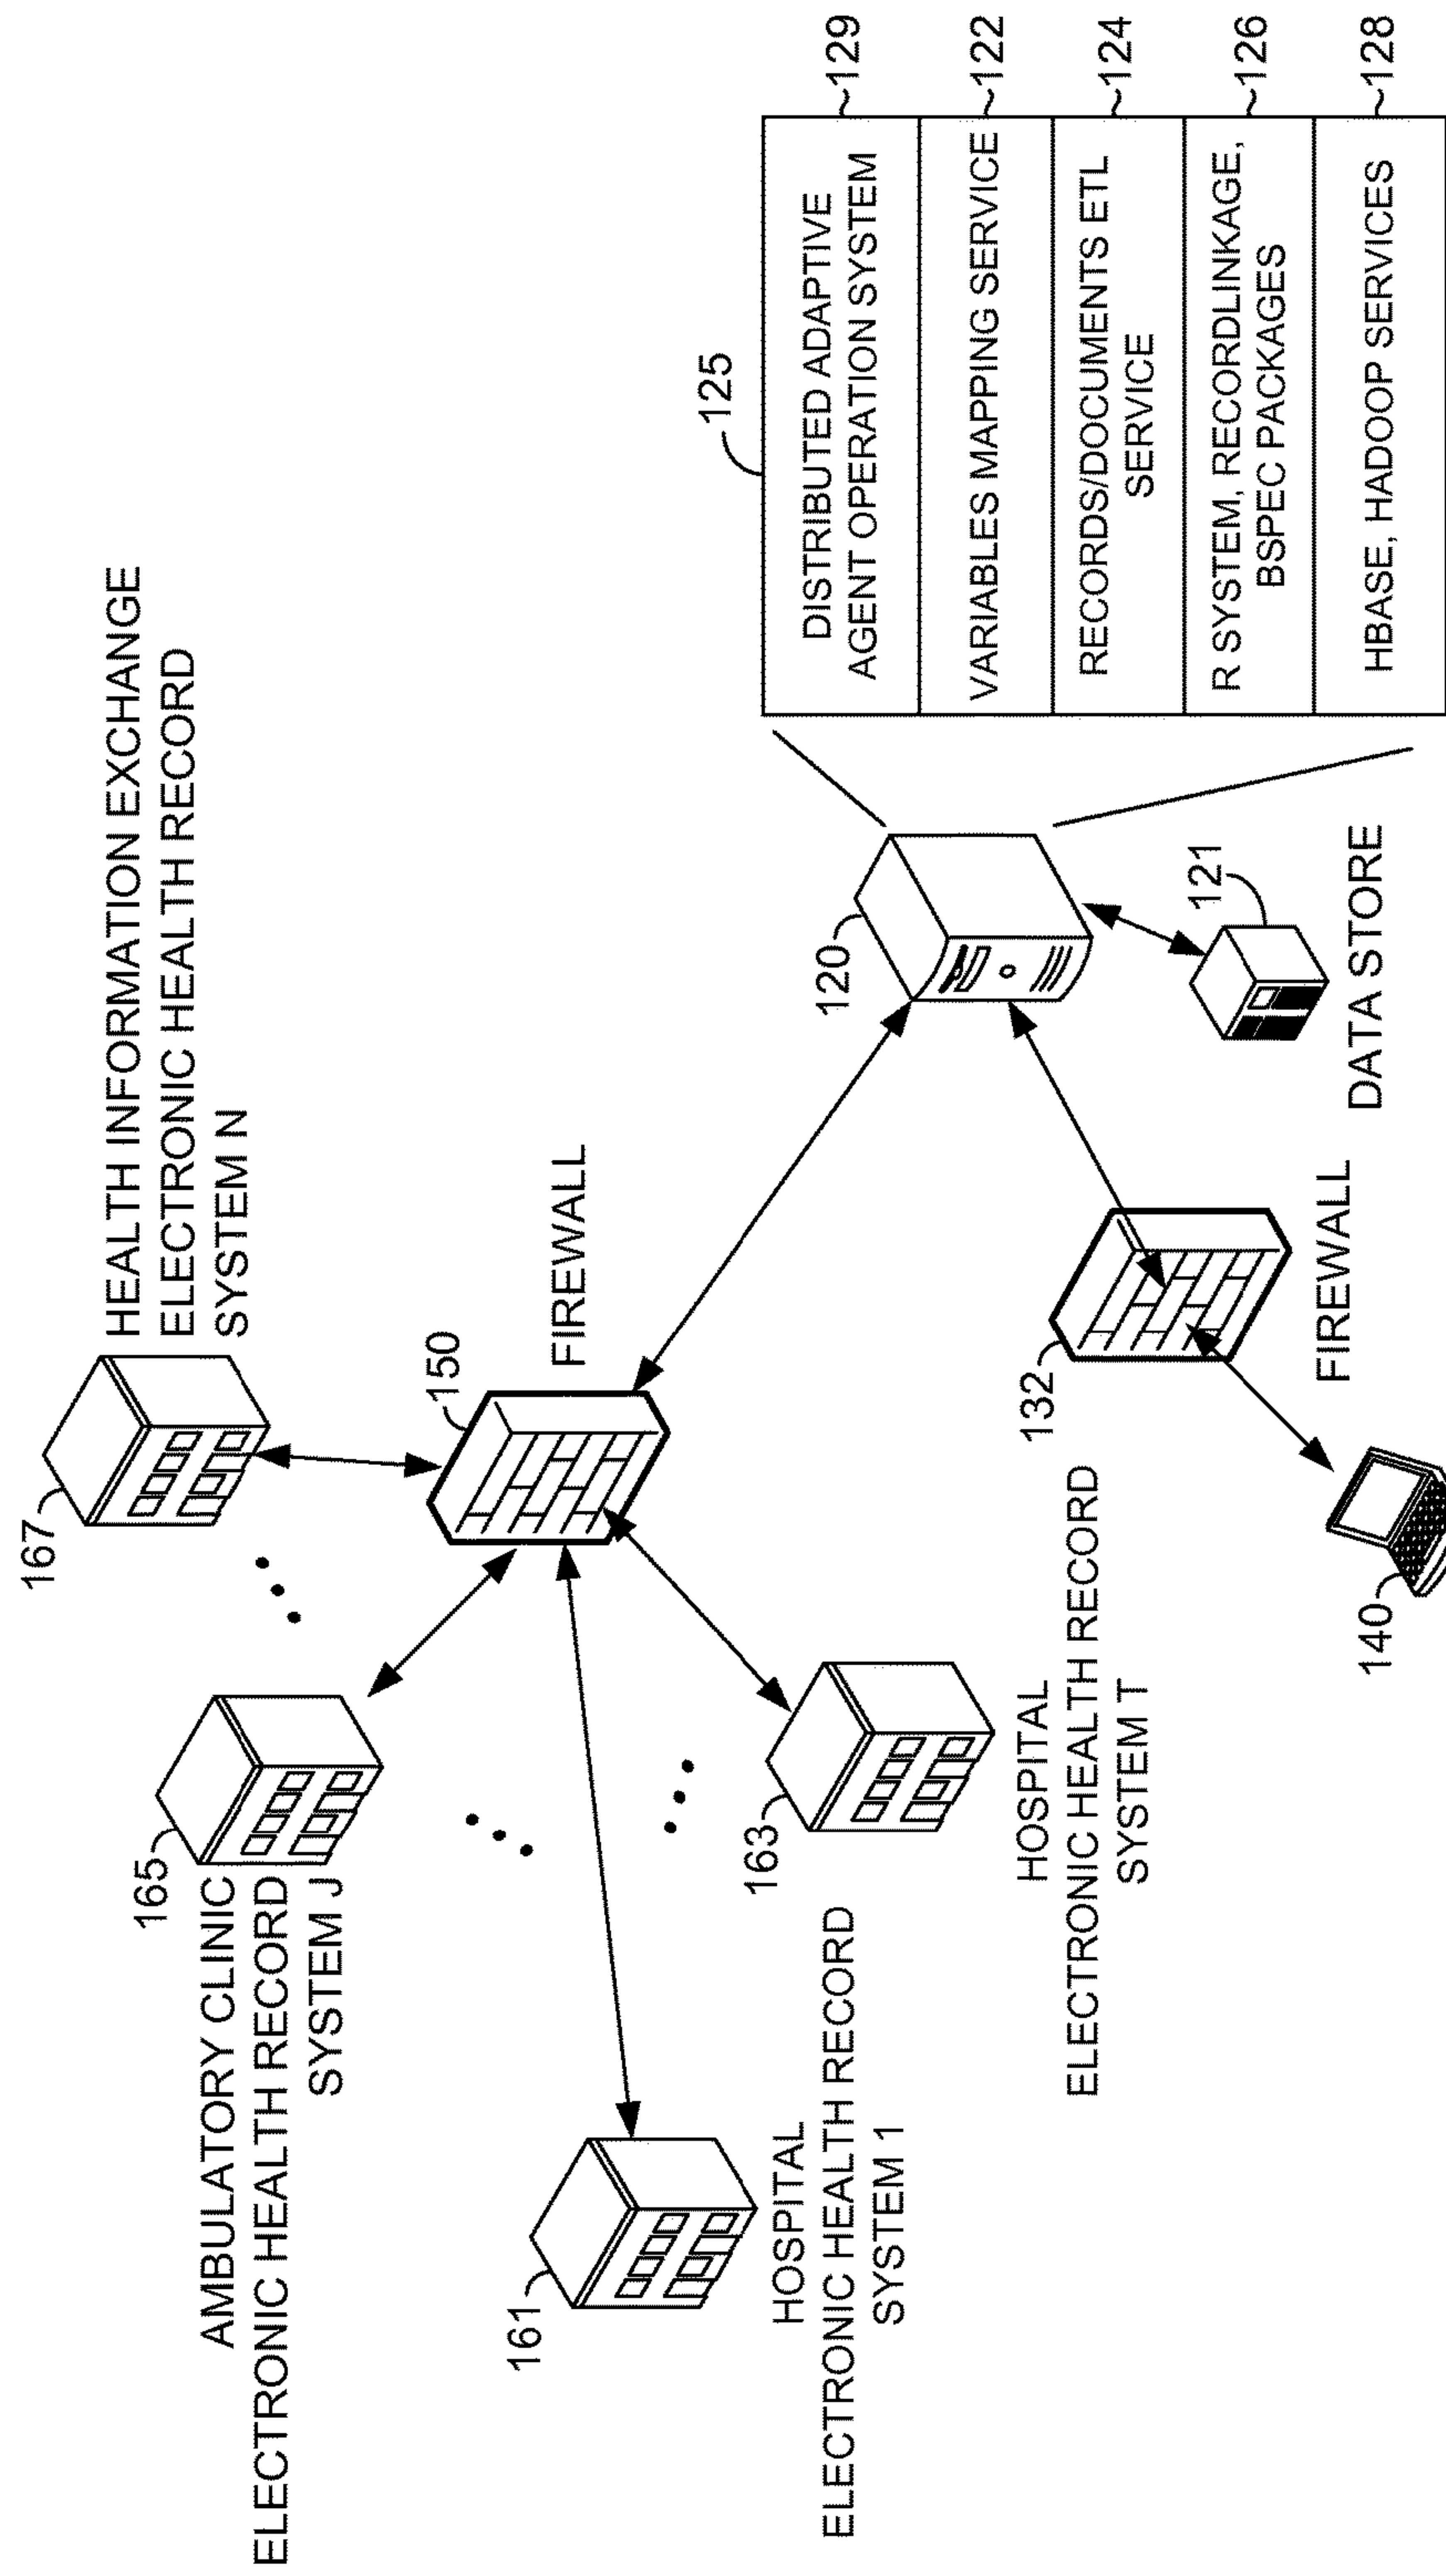 HEALTH INFORMATION EXCHANGE
ELECTRONIC HEALTH RECORD
SYSTEM N
167
AMBULATORY CLINIC
ELECTRONIC HEALTH RECORD
SYSTEM J
165
150
FIREWALL
161
HOSPITAL
ELECTRONIC HEALTH RECORD
SYSTEM 1
163
HOSPITAL
ELECTRONIC HEALTH RECORD
SYSTEM T
120
121
DATA STORE
132
FIREWALL
140
125
DISTRIBUTED ADAPTIVE
AGENT OPERATION SYSTEM
~129
VARIABLES MAPPING SERVICE
~122
RECORDS/DOCUMENTS ETL
SERVICE
~124
R SYSTEM, RECORDLINKAGE,
BSPEC PACKAGES
~126
HBASE, HADOOP SERVICES
~128